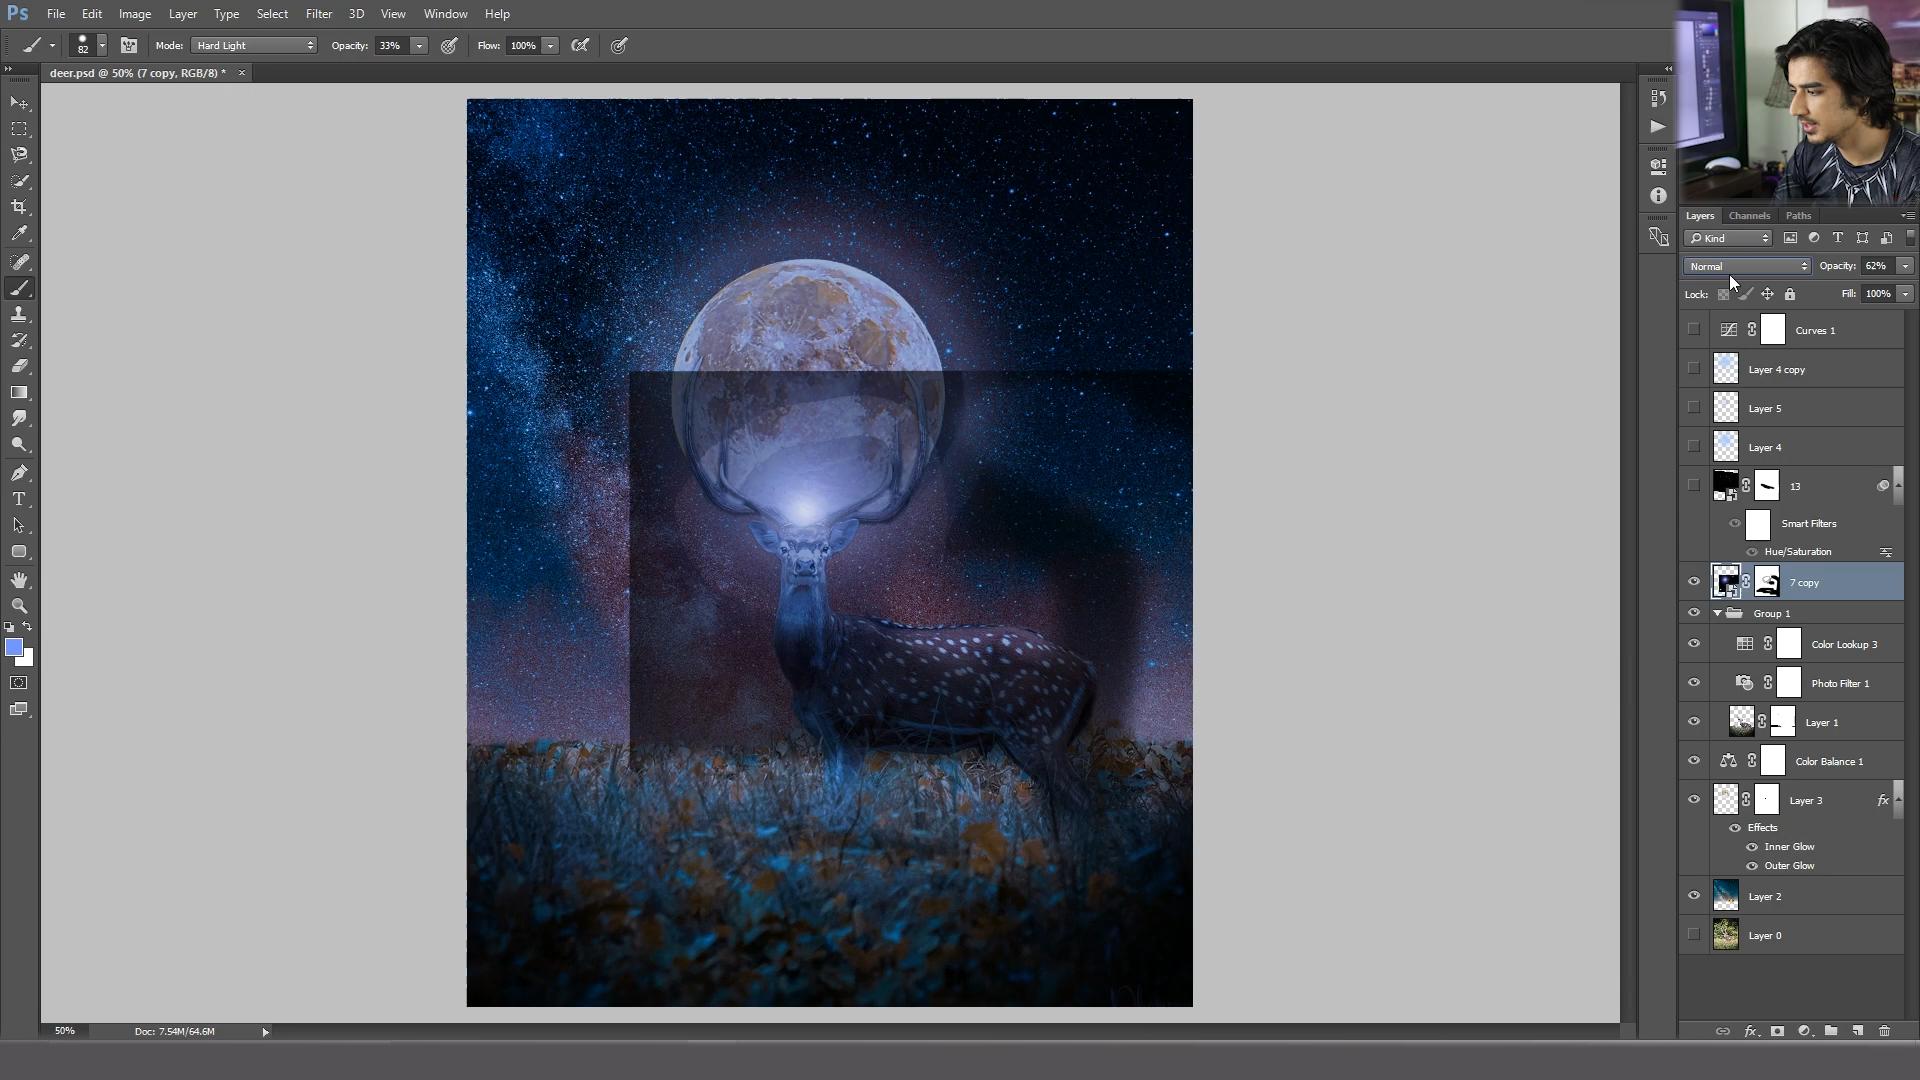 Ps File Edit Image Layer Type Select Filter 3D View Window Help
82 Mode: Hard Light Opacity: 33% Flow: 100%
deer.psd @ 50% (7 copy, RGB/8) * ×
Layers Channels Paths
Kind
Normal Opacity: 62%
Lock: Fill: 100%
Curves 1
Layer 4 copy
Layer 5
Layer 4
13
Smart Filters
Hue/Saturation
7 copy
Group 1
Color Lookup 3
Photo Filter 1
Layer 1
Color Balance 1
Layer 3 fx
Effects
Inner Glow
Outer Glow
Layer 2
Layer 0
50% Doc: 7.54M/64.6M
fx